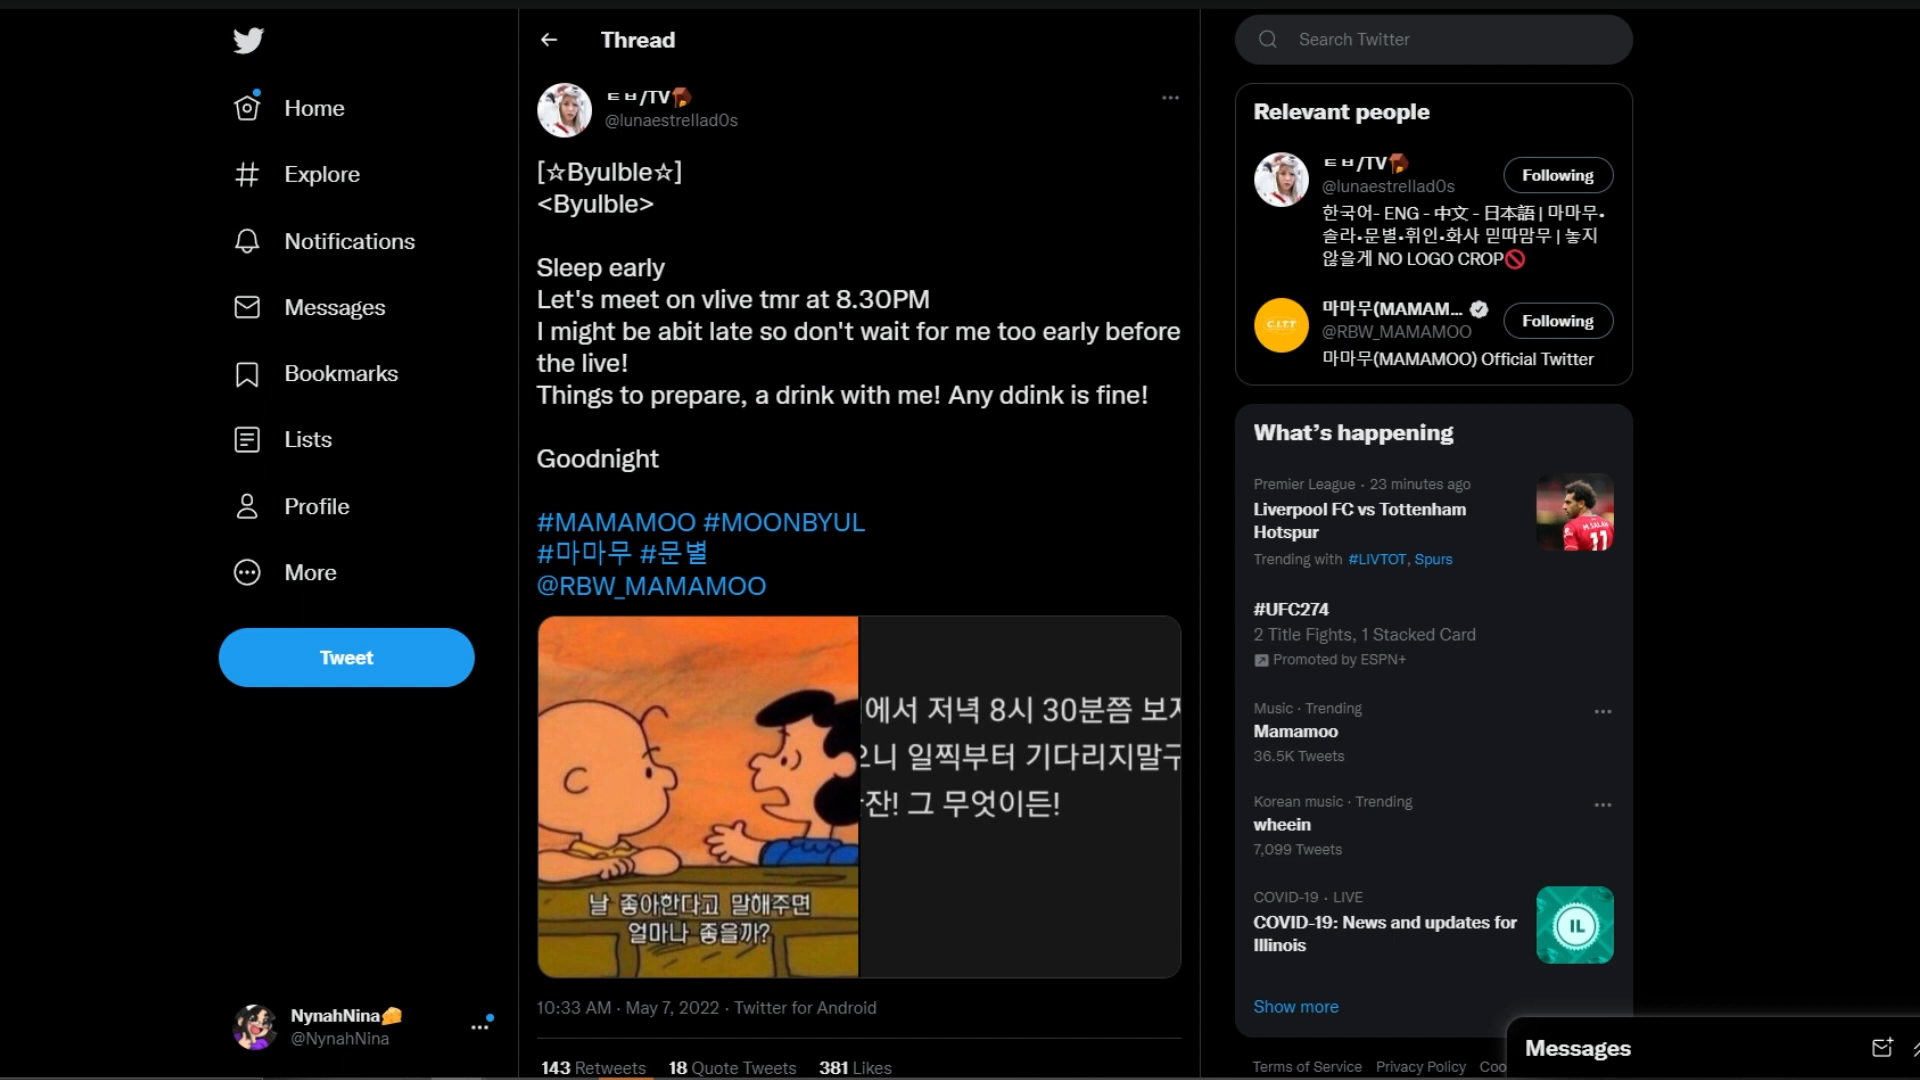 Home
Explore
Notifications
Messages
Bookmarks
Lists
Profile
More
Tweet
NynahNina
@NynahNina
Thread
ㅌㅂ/TV
@lunaestrellad0s
[☆Byulble☆]
<Byulble>
Sleep early
Let's meet on vlive tmr at 8.30PM
I might be abit late so don't wait for me too early before
the live!
Things to prepare, a drink with me! Any ddink is fine!
Goodnight
#MAMAMOO #MOONBYUL
#마마무 #문별
@RBW_MAMAMOO
날 좋아한다고 말해주면
얼마나 좋을까?
에서 저녁 8시 30분쯤 보
니 일찍부터 기다리지말구
잔! 그 무엇이든!
10:33 AM · May 7, 2022 · Twitter for Android
143 Retweets 18 Quote Tweets 381 Likes
Search Twitter
Relevant people
ㅌㅂ/TV
@lunaestrellad0s
Following
한국어- ENG - 中文 - 日本語 | 마마무•
솔라•문별•휘인•화사 믿따맘무 | 놓지
않을게 NO LOGO CROP
C.I.T.T
마마무(MAMAM...
@RBW_MAMAMOO
Following
마마무(MAMAMOO) Official Twitter
What's happening
Premier League · 23 minutes ago
Liverpool FC vs Tottenham
Hotspur
Trending with #LIVTOT, Spurs
M.SALAH
11
#UFC274
2 Title Fights, 1 Stacked Card
Promoted by ESPN+
Music · Trending
Mamamoo
36.5K Tweets
Korean music · Trending
wheein
7,099 Tweets
COVID-19 · LIVE
COVID-19: News and updates for
Illinois
IL
Show more
Terms of Service Privacy Policy Coo
Messages